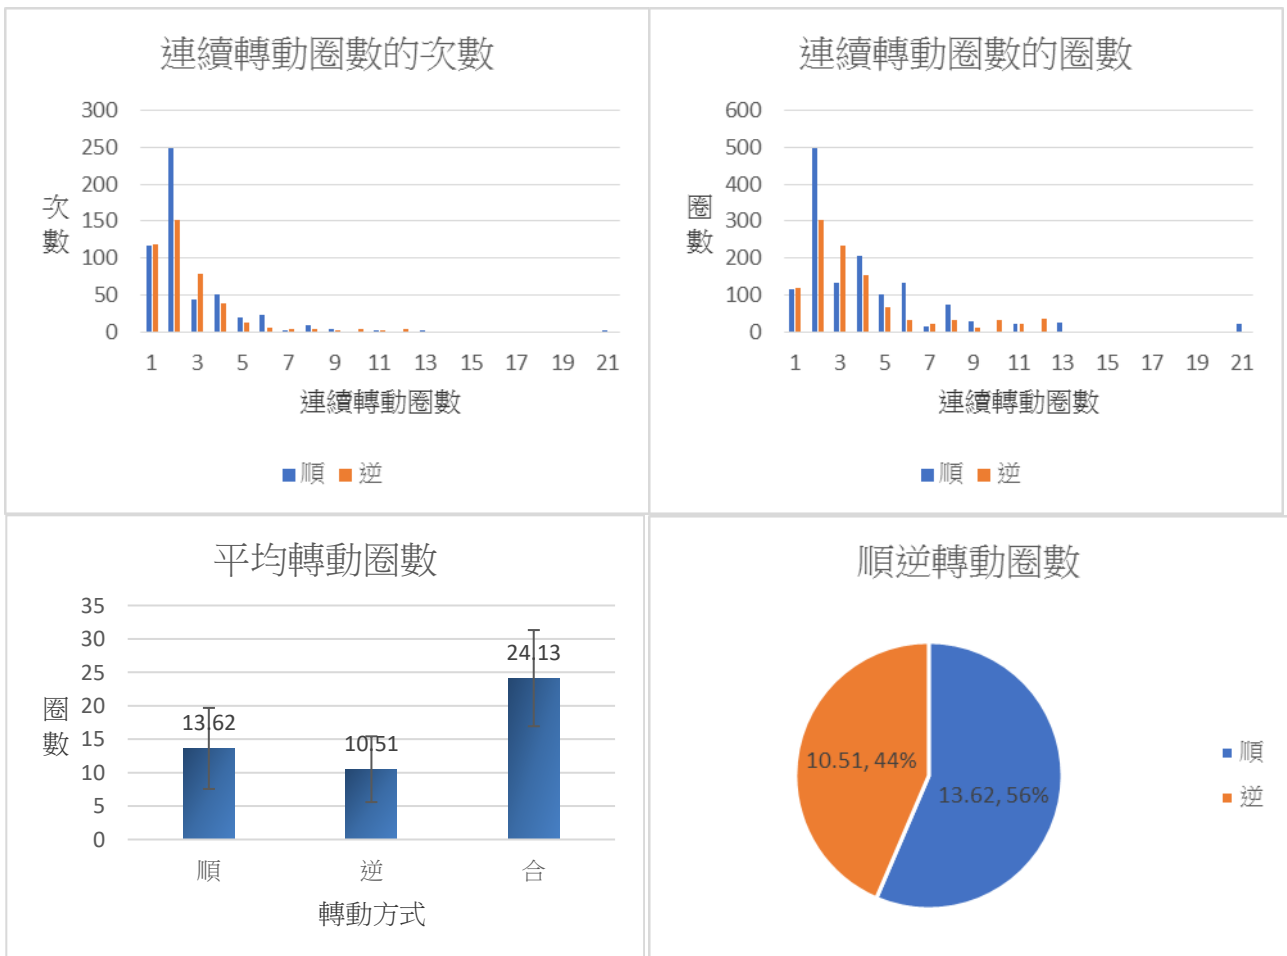 連續轉動圈數的次數
300
250
200
150
100
50
0
次
數
1 3 5 7 9 11 13 15 17 19 21
連續轉動圈數
順 逆
連續轉動圈數的圈數
600
500
400
300
200
100
0
圈
數
1 3 5 7 9 11 13 15 17 19 21
連續轉動圈數
順 逆
平均轉動圈數
35
30
25
20
15
10
5
0
圈
數
13.62
10.51
24.13
順 逆 合
轉動方式
順逆轉動圈數
10.51, 44%
13.62, 56%
順
逆